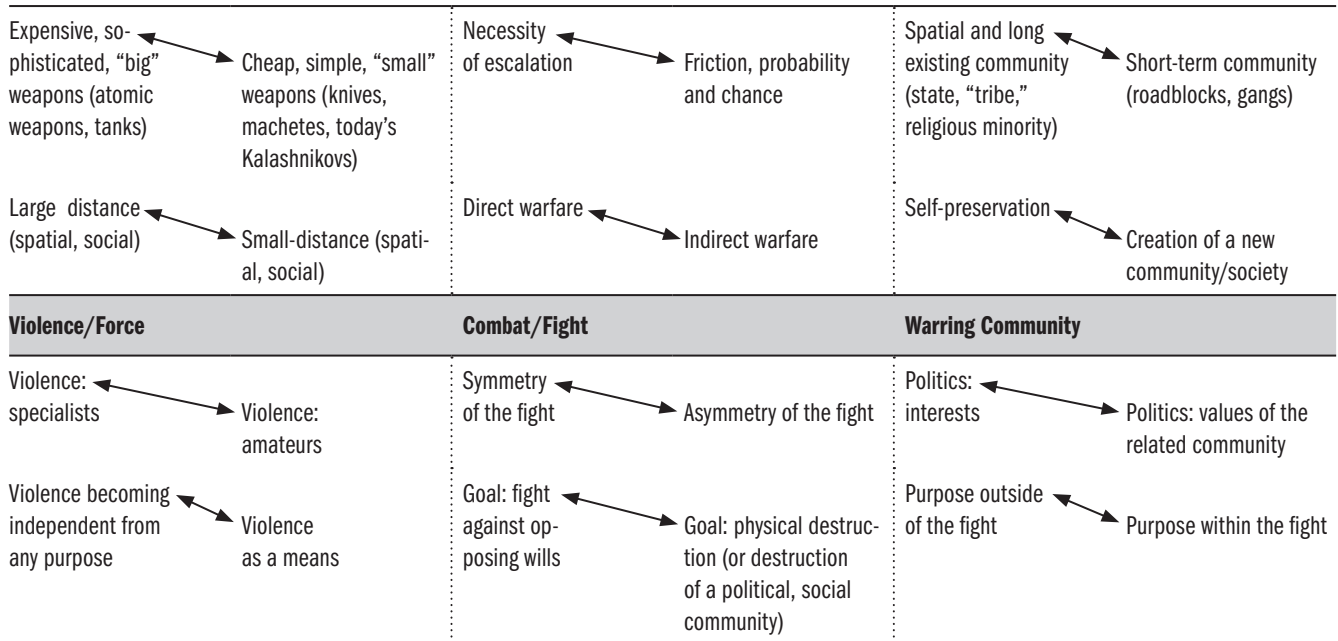 Expensive, so-
phisticated, “big”
weapons (atomic
weapons, tanks)
Cheap, simple, “small”
weapons (knives,
machetes, today’s
Kalashnikovs)
Necessity
of escalation
Friction, probability
and chance
Spatial and long
existing community
(state, “tribe,”
religious minority)
Short-term community
(roadblocks, gangs)
Large distance
(spatial, social)
Small-distance (spati-
al, social)
Direct warfare
Indirect warfare
Self-preservation
Creation of a new
community/society
Violence/Force
Combat/Fight
Warring Community
Violence:
specialists
Violence:
amateurs
Symmetry
of the fight
Asymmetry of the fight
Politics:
interests
Politics: values of the
related community
Violence becoming
independent from
any purpose
Violence
as a means
Goal: fight
against op-
posing wills
Goal: physical destruc-
tion (or destruction
of a political, social
community)
Purpose outside
of the fight
Purpose within the fight